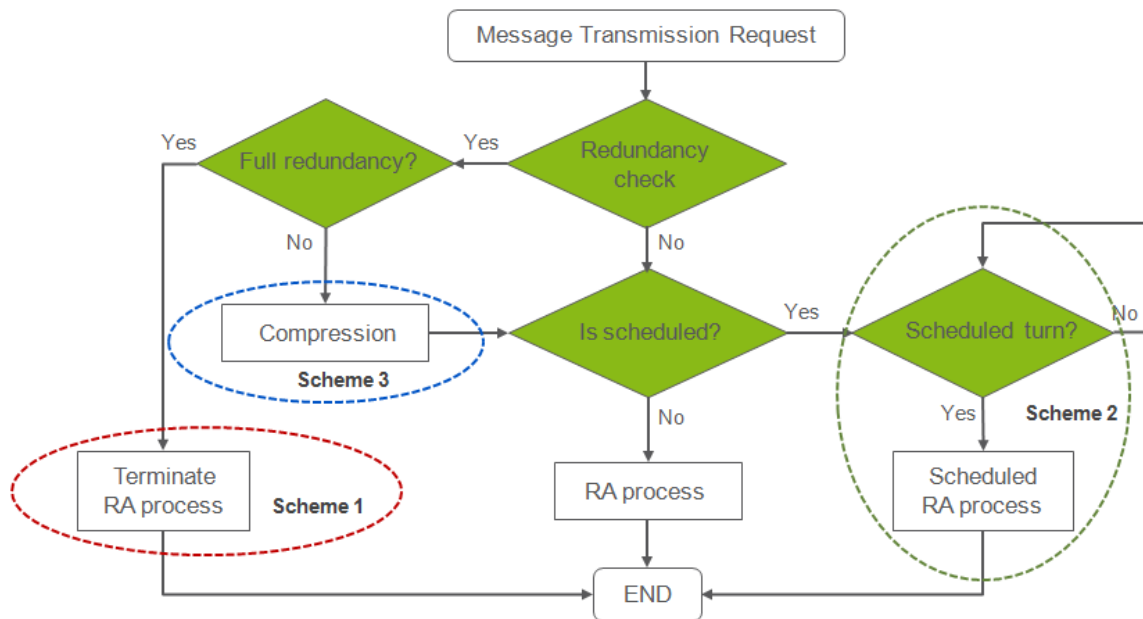 Message Transmission Request
Yes
Full redundancy?
Yes
Redundancy
check
No
No
Compression
Scheme 3
Is scheduled?
Yes
Scheduled turn?
No
No
Yes
Scheme 2
Terminate
RA process
Scheme 1
RA process
Scheduled
RA process
END